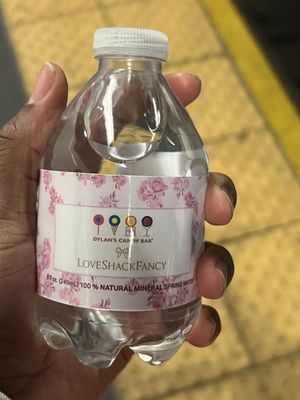 DYLAN'S CANDY BAR®
LOVESHACKFANCY
8 fl oz. (240mL) 100 % NATURAL MINERAL SPRING WATER